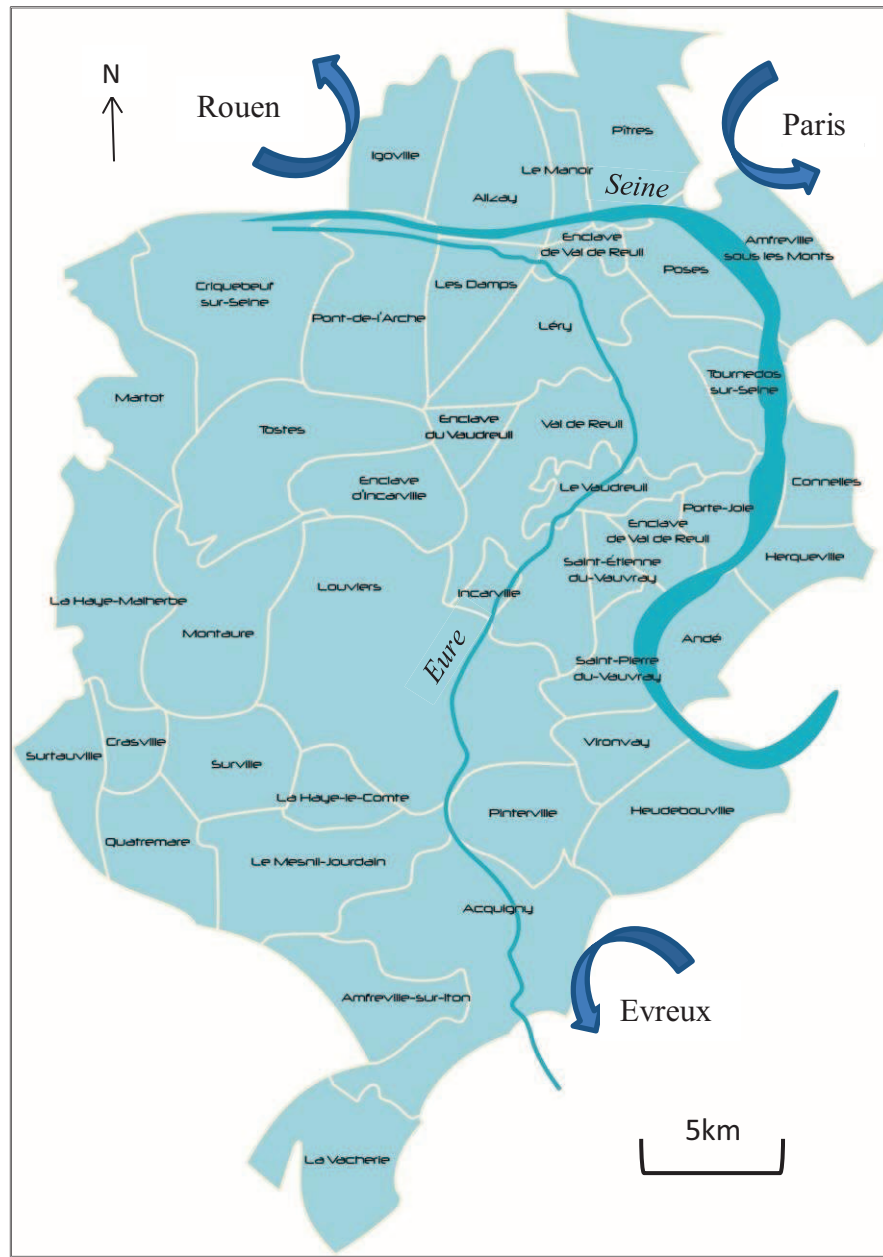 N
Rouen
Paris
Igoville
Pîtres
Le Manoir
Alizay
Seine
Enclave
de Val de Reuil
Amfreville
sous les Monts
Poses
Criquebeuf
sur-Seine
Les Damps
Pont-de-l'Arche
Léry
Tournedos
sur-Seine
Martot
Tostes
Enclave
du Vaudreuil
Val de Reuil
Enclave
d'Incarville
Le Vaudreuil
Connelles
Porte-Joie
Enclave
de Val de Reuil
Herqueville
Saint-Étienne
du-Vauvray
Louviers
Incarville
La Haye-Malherbe
Montaure
Eure
Andé
Saint-Pierre
du-Vauvray
Crasville
Surtauville
Surville
Vironvay
La Haye-le-Comte
Pinterville
Heudebouville
Quatremare
Le Mesnil-Jourdain
Acquigny
Amfreville-sur-Iton
Evreux
5km
La Vacherie